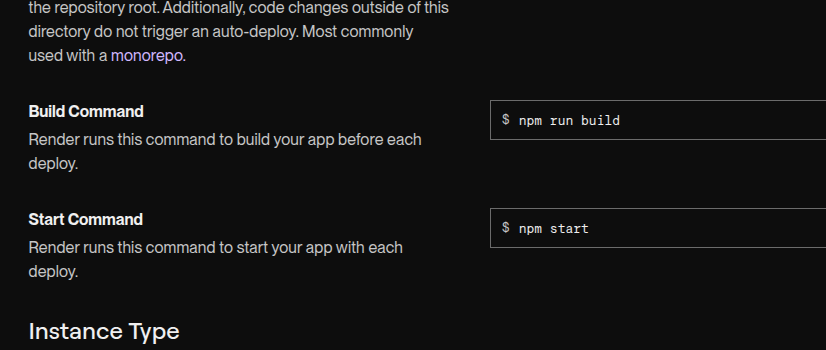 the repository root. Additionally, code changes outside of this
directory do not trigger an auto-deploy. Most commonly
used with a monorepo.
Build Command
Render runs this command to build your app before each
deploy.
$ npm run build
Start Command
Render runs this command to start your app with each
deploy.
$ npm start
Instance Type